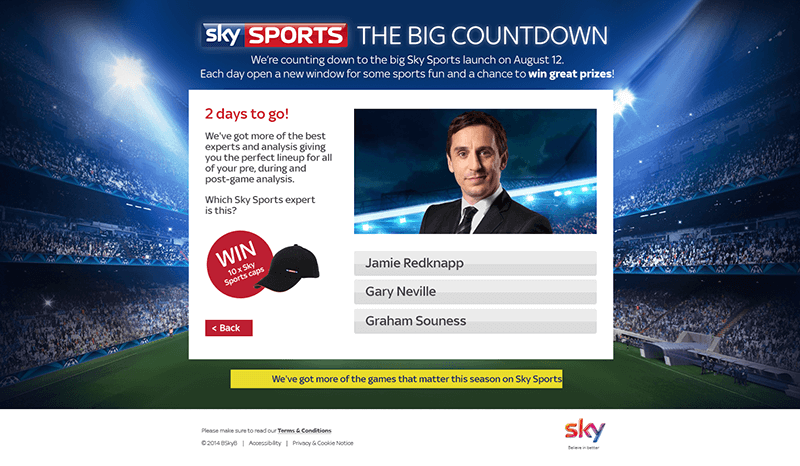 sky SPORTS THE BIG COUNTDOWN
We're counting down to the big Sky Sports launch on August 12.
Each day open a new window for some sports fun and a chance to win great prizes!
2 days to go!
We've got more of the best
experts and analysis giving
you the perfect lineup for all
of your pre, during and
post-game analysis.
Which Sky Sports expert
is this?
WIN
10 x Sky
Sports caps
< Back
Jamie Redknapp
Gary Neville
Graham Souness
We've got more of the games that matter this season on Sky Sports
Please make sure to read our Terms & Conditions
© 2014 BSkyB | Accessibility | Privacy & Cookie Notice
sky
Believe in better